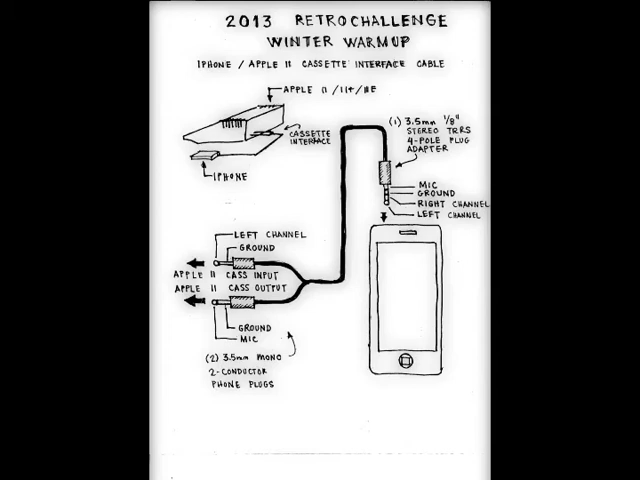 2013 RETROCHALLENGE
WINTER WARMUP
IPHONE / APPLE II CASSETTE INTERFACE CABLE
APPLE II /II+/IIE
CASSETTE
INTERFACE
IPHONE
(1) 3.5mm 1/8"
STEREO TRRS
4-POLE PLUG
ADAPTER
MIC
GROUND
RIGHT CHANNEL
LEFT CHANNEL
LEFT CHANNEL
GROUND
APPLE II CASS INPUT
APPLE II CASS OUTPUT
GROUND
MIC
(2) 3.5mm MONO
2-CONDUCTOR
PHONE PLUGS